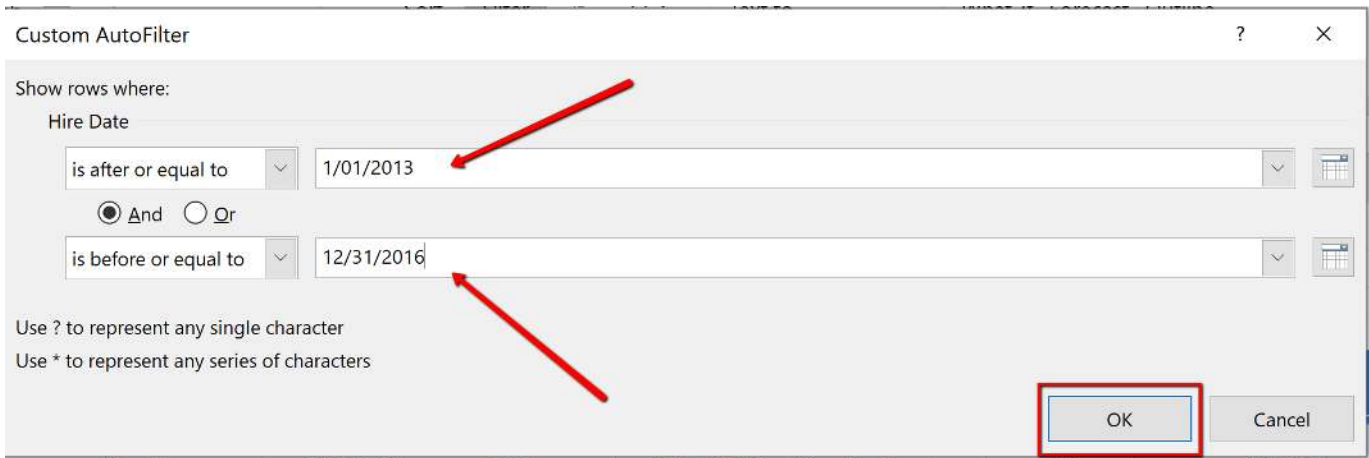 Custom AutoFilter ? ×
Show rows where:
Hire Date
is after or equal to 1/01/2013
And Or
is before or equal to 12/31/2016
Use ? to represent any single character
Use * to represent any series of characters
OK Cancel